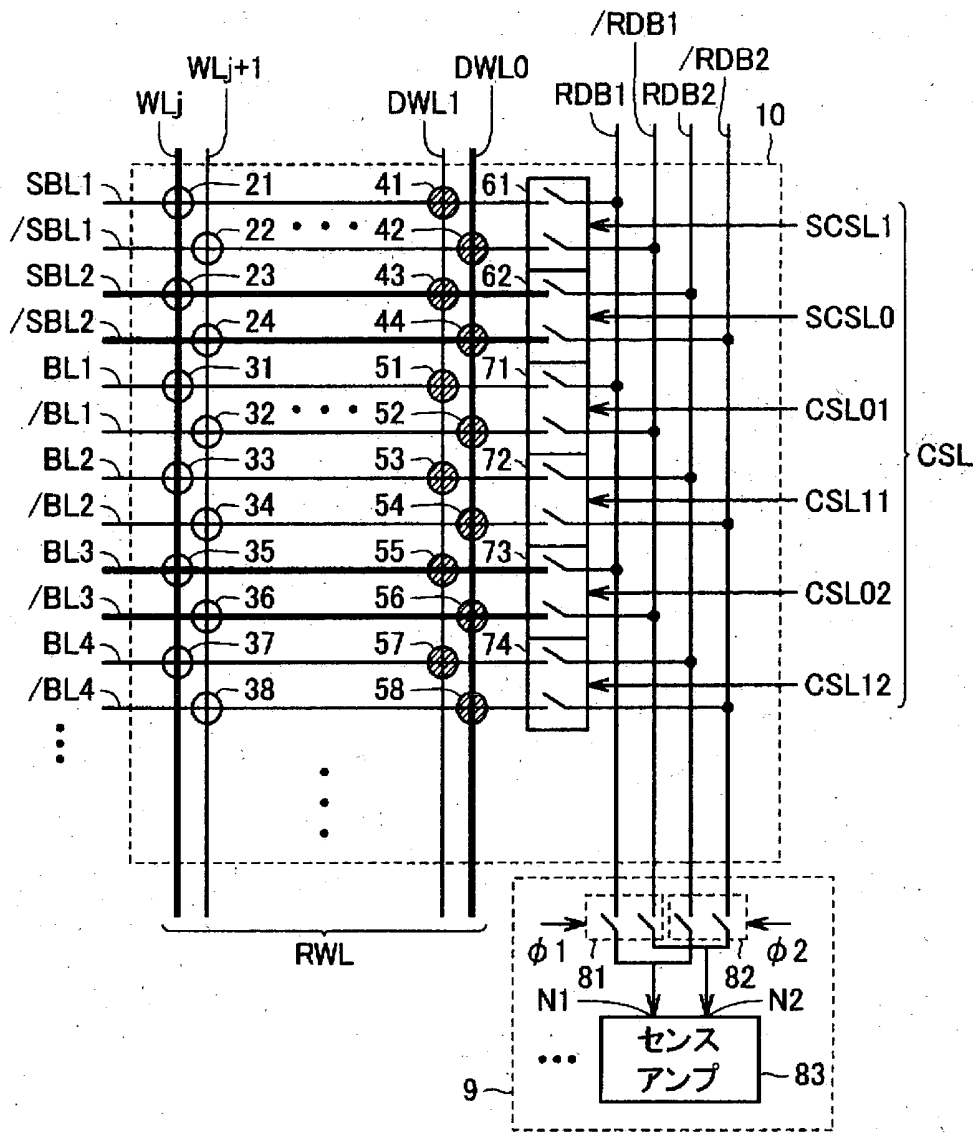 /RDB1
WLj+1 DWL0 /RDB2
WLj DWL1 RDB1 RDB2 10
SBL1 21 41 61
/SBL1 22 42 SCSL1
SBL2 23 43 62
/SBL2 24 44 SCSL0
BL1 31 51 71
/BL1 32 52 CSL01
BL2 33 53 72 CSL
/BL2 34 54 CSL11
BL3 35 55 73
/BL3 36 56 CSL02
BL4 37 57 74
/BL4 38 58 CSL12
RWL φ1 81 82 φ2
N1 N2
センス
アンプ 83
9